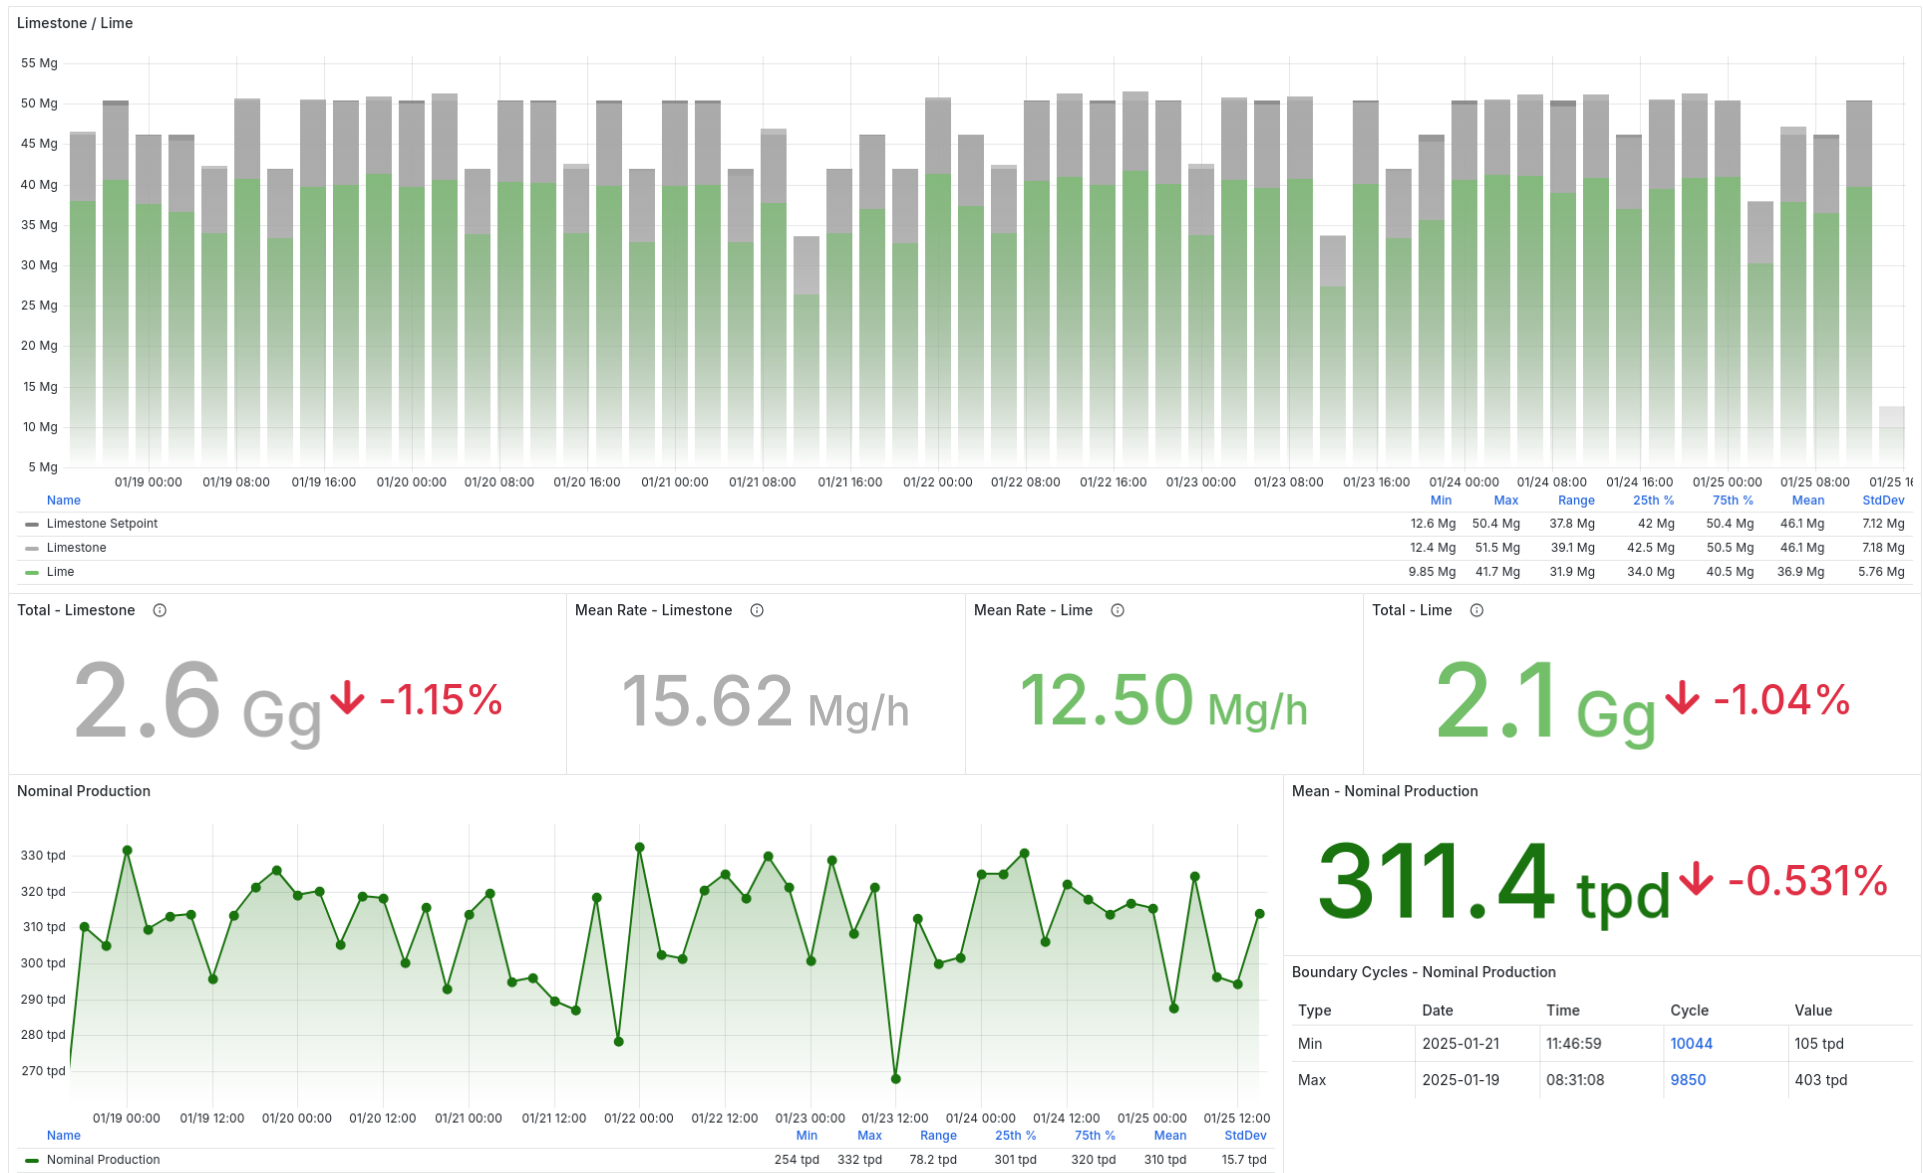 Limestone / Lime
55 Mg
50 Mg
45 Mg
40 Mg
35 Mg
30 Mg
25 Mg
20 Mg
15 Mg
10 Mg
5 Mg
01/19 00:00 01/19 08:00 01/19 16:00 01/20 00:00 01/20 08:00 01/20 16:00 01/21 00:00 01/21 08:00 01/21 16:00 01/22 00:00 01/22 08:00 01/22 16:00 01/23 00:00 01/23 08:00 01/23 16:00 01/24 00:00 01/24 08:00 01/24 16:00 01/25 00:00 01/25 08:00 01/25 16
Name Min Max Range 25th % 75th % Mean StdDev
Limestone Setpoint 12.6 Mg 50.4 Mg 37.8 Mg 42 Mg 50.4 Mg 46.1 Mg 7.12 Mg
Limestone 12.4 Mg 51.5 Mg 39.1 Mg 42.5 Mg 50.5 Mg 46.1 Mg 7.18 Mg
Lime 9.85 Mg 41.7 Mg 31.9 Mg 34.0 Mg 40.5 Mg 36.9 Mg 5.76 Mg
Total - Limestone
2.6 Gg -1.15%
Mean Rate - Limestone
15.62 Mg/h
Mean Rate - Lime
12.50 Mg/h
Total - Lime
2.1 Gg -1.04%
Nominal Production
330 tpd
320 tpd
310 tpd
300 tpd
290 tpd
280 tpd
270 tpd
01/19 00:00 01/19 12:00 01/20 00:00 01/20 12:00 01/21 00:00 01/21 12:00 01/22 00:00 01/22 12:00 01/23 00:00 01/23 12:00 01/24 00:00 01/24 12:00 01/25 00:00 01/25 12:00
Name Min Max Range 25th % 75th % Mean StdDev
Nominal Production 254 tpd 332 tpd 78.2 tpd 301 tpd 320 tpd 310 tpd 15.7 tpd
Mean - Nominal Production
311.4 tpd -0.531%
Boundary Cycles - Nominal Production
Type Date Time Cycle Value
Min 2025-01-21 11:46:59 10044 105 tpd
Max 2025-01-19 08:31:08 9850 403 tpd